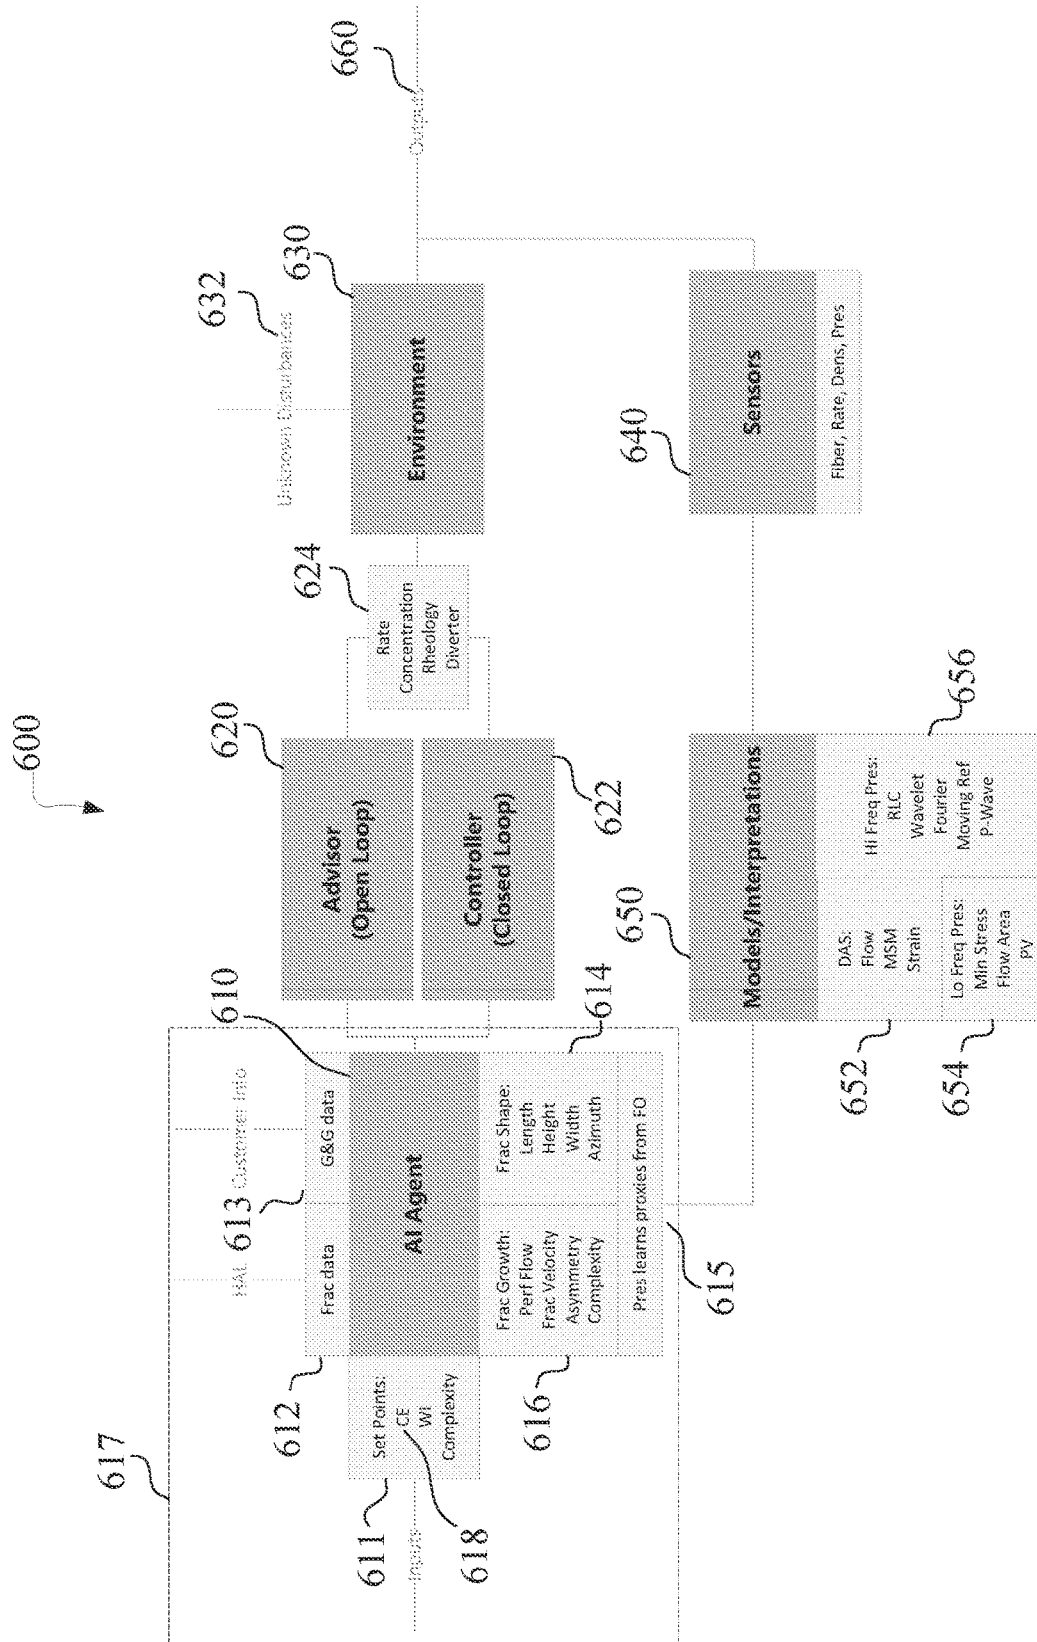 600
617
HAL
Customer Info
613
610
612
Frac data
G&G data
AI Agent
611
Set Points:
CE
WI
Complexity
618
Inputs
Frac Growth:
Perf Flow
Frac Velocity
Asymmetry
Complexity
616
Frac Shape:
Length
Height
Width
Azimuth
614
Pres learns proxies from FO
615
620
Advisor
(Open Loop)
Controller
(Closed Loop)
622
624
Rate
Concentration
Rheology
Diverter
632
Unknown Disturbances
630
Environment
660
Outputs
640
Sensors
Fiber, Rate, Dens, Pres
650
Models/Interpretations
DAS:
Flow
MSM
Strain
652
Lo Freq Pres:
Min Stress
Flow Area
PV
654
Hi Freq Pres:
RLC
Wavelet
Fourier
Moving Ref
P-Wave
656